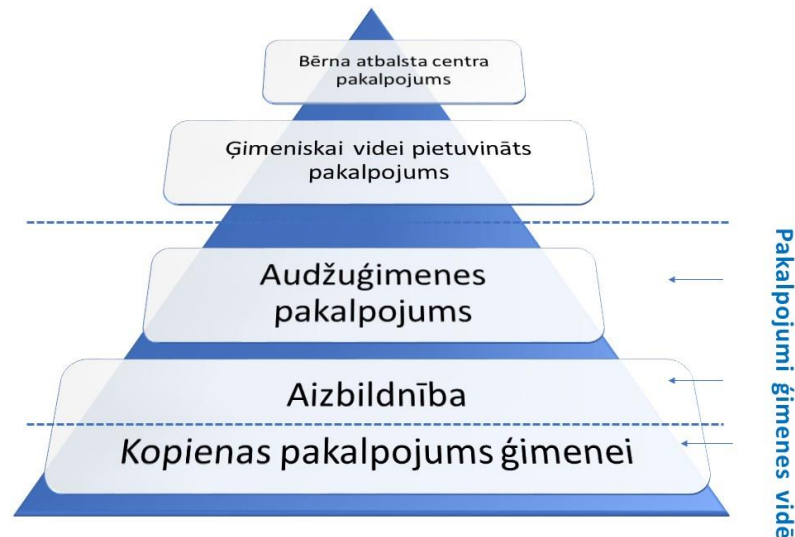 Bērna atbalsta centra
pakalpojums
Ģimeniskai videi pietuvināts
pakalpojums
Audžuģimenes
pakalpojums
Aizbildnība
Kopienas pakalpojums ģimenei
Pakalpojumi ģimenes vidē